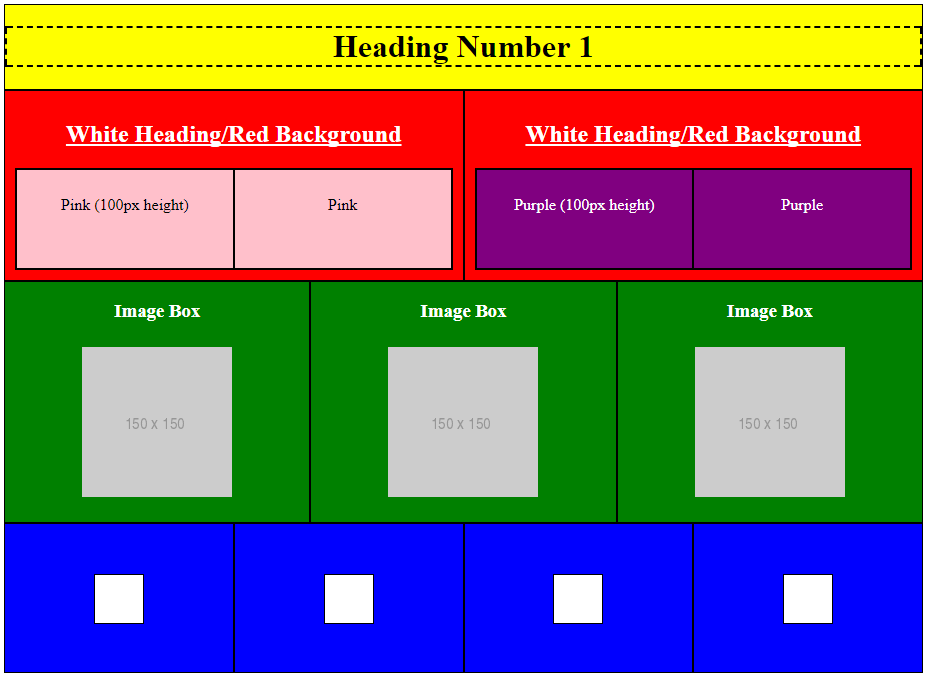 Heading Number 1
White Heading/Red Background
White Heading/Red Background
Pink (100px height)
Pink
Purple (100px height)
Purple
Image Box
Image Box
Image Box
150 x 150
150 x 150
150 x 150